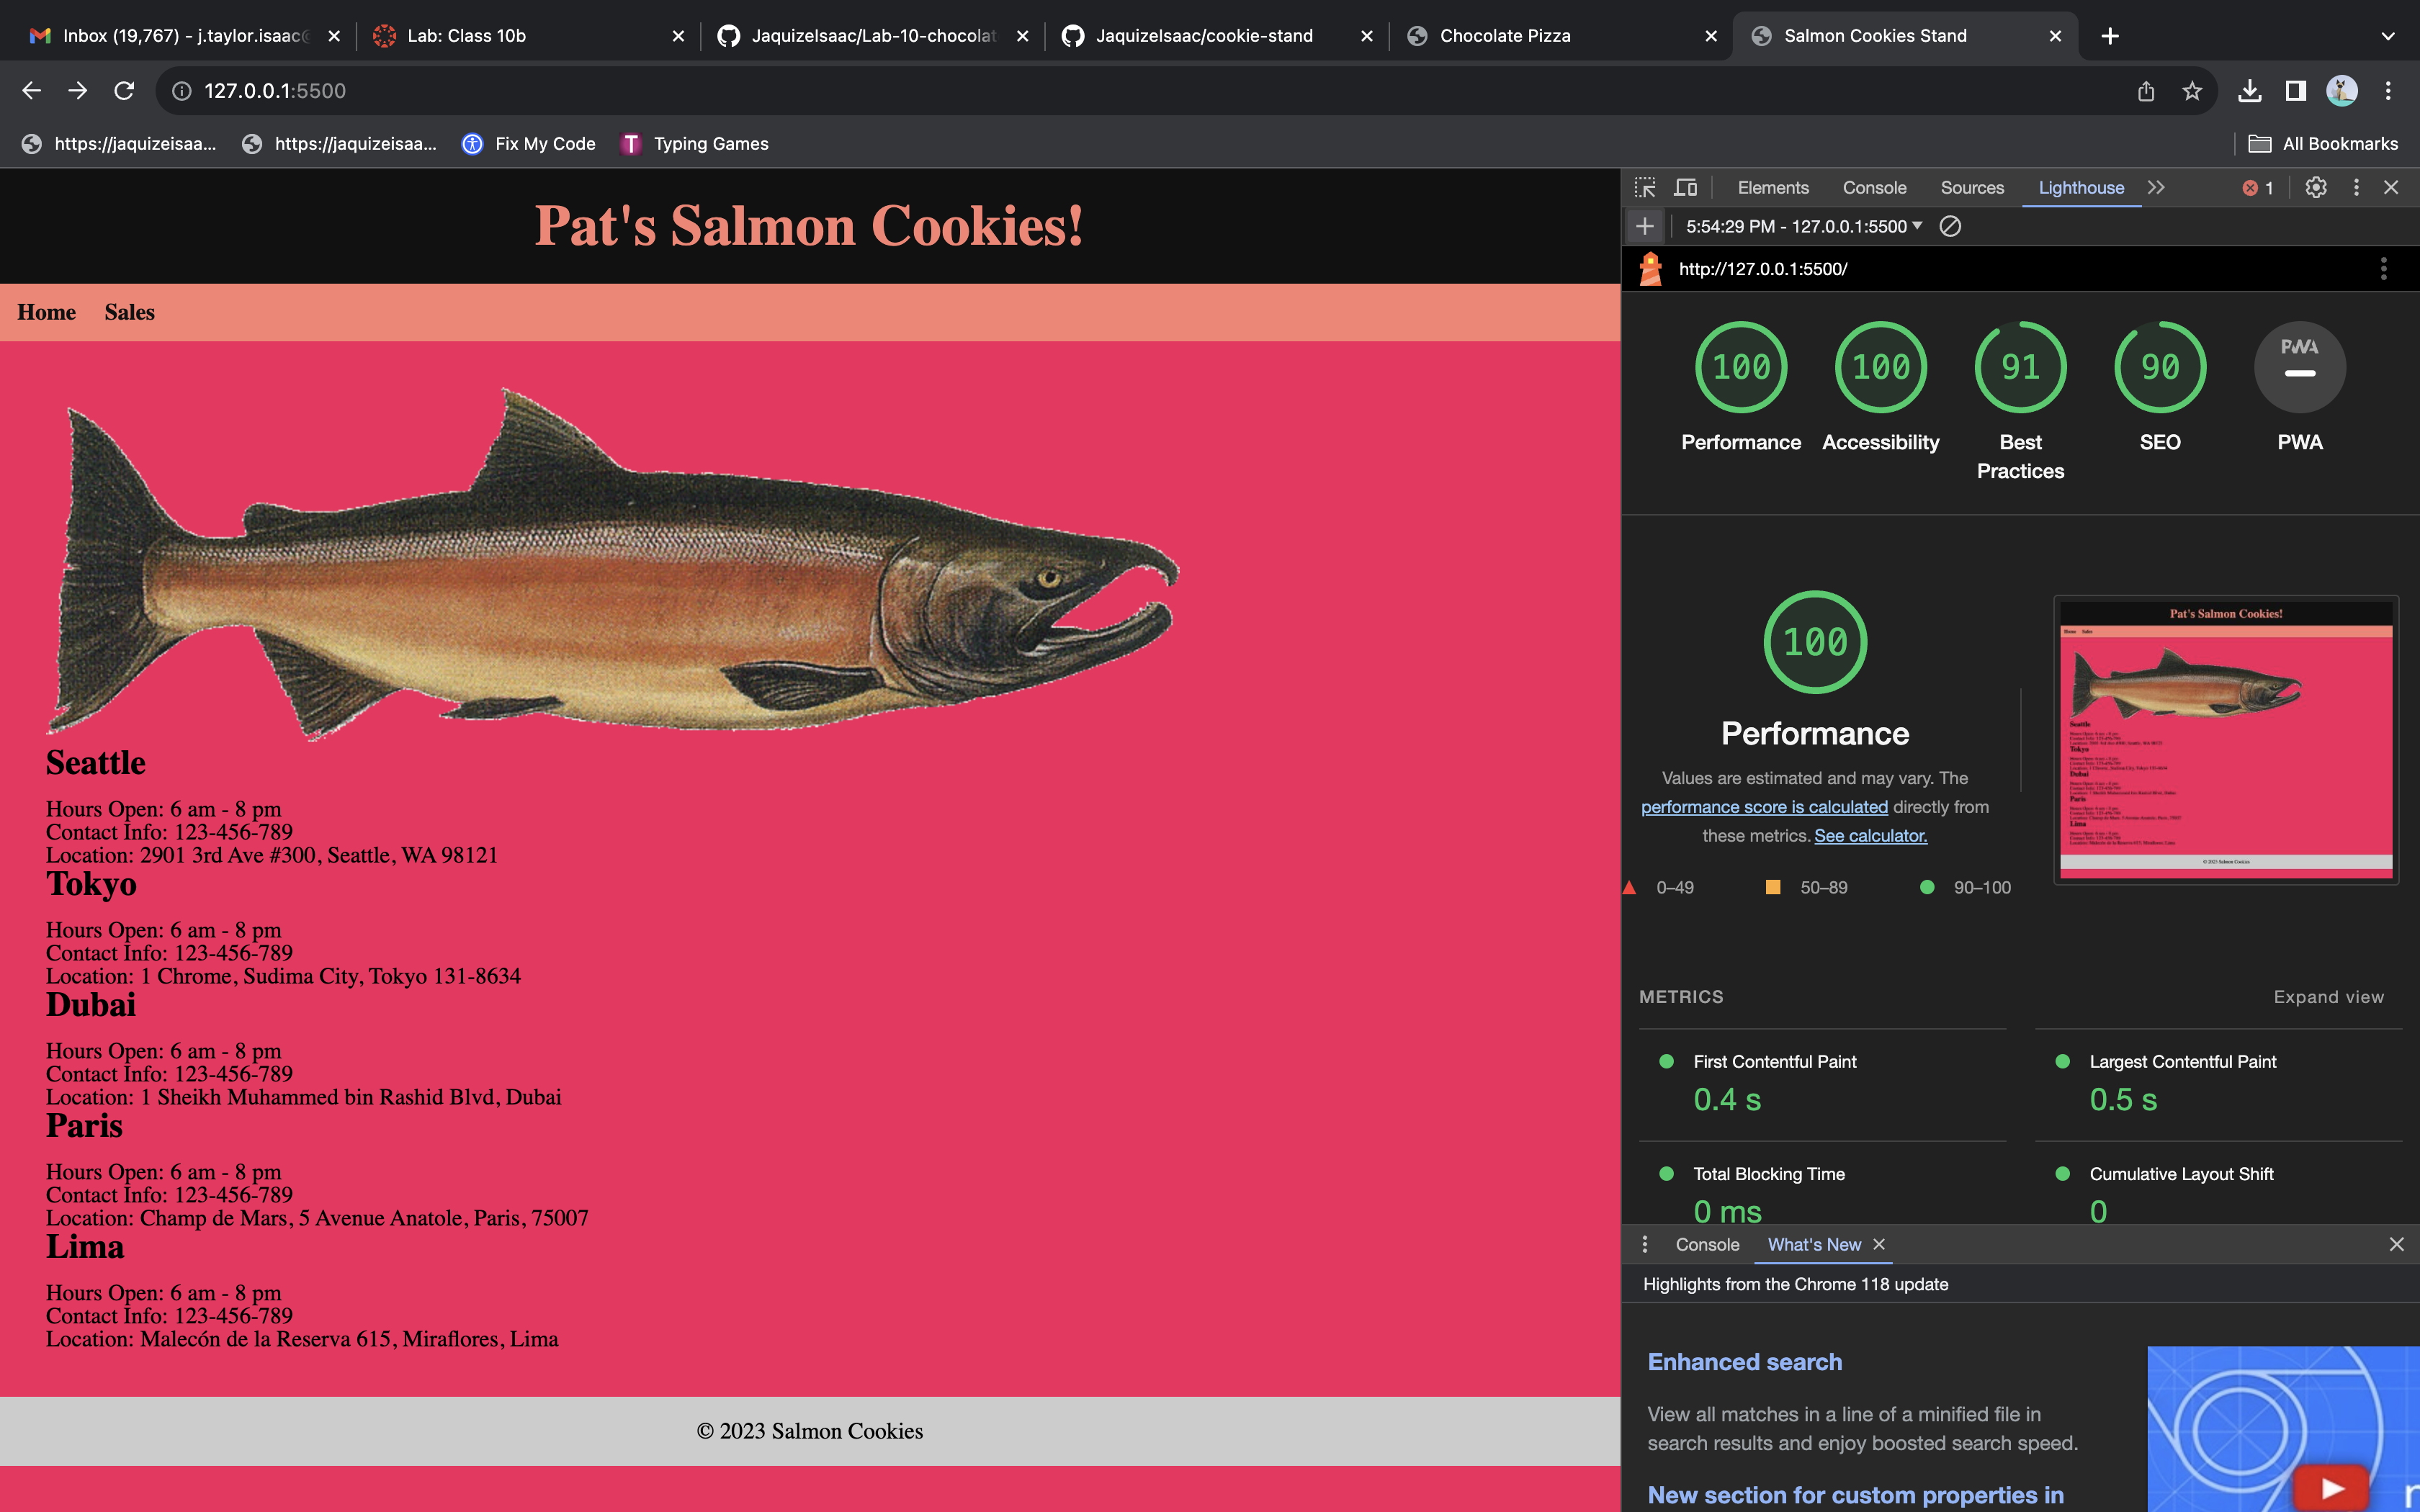 Inbox (19,767) - j.taylor.isaac
Lab: Class 10b
JaquizeIsaac/Lab-10-chocolat
JaquizeIsaac/cookie-stand
Chocolate Pizza
Salmon Cookies Stand
127.0.0.1:5500
https://jaquizeisaa...
https://jaquizeisaa...
Fix My Code
T Typing Games
All Bookmarks
Pat's Salmon Cookies!
Home Sales
Seattle
Hours Open: 6 am - 8 pm
Contact Info: 123-456-789
Location: 2901 3rd Ave #300, Seattle, WA 98121
Tokyo
Hours Open: 6 am - 8 pm
Contact Info: 123-456-789
Location: 1 Chrome, Sudima City, Tokyo 131-8634
Dubai
Hours Open: 6 am - 8 pm
Contact Info: 123-456-789
Location: 1 Sheikh Muhammed bin Rashid Blvd, Dubai
Paris
Hours Open: 6 am - 8 pm
Contact Info: 123-456-789
Location: Champ de Mars, 5 Avenue Anatole, Paris, 75007
Lima
Hours Open: 6 am - 8 pm
Contact Info: 123-456-789
Location: Malecón de la Reserva 615, Miraflores, Lima
© 2023 Salmon Cookies
Elements Console Sources Lighthouse 1
5:54:29 PM - 127.0.0.1:5500
http://127.0.0.1:5500/
100 100 91 90 PWA
Performance Accessibility Best Practices SEO PWA
100
Performance
Values are estimated and may vary. The
performance score is calculated directly from
these metrics. See calculator.
0–49 50–89 90–100
Pat's Salmon Cookies!
Home Sales
Seattle
Tokyo
Dubai
Paris
Lima
© 2023 Salmon Cookies
METRICS Expand view
First Contentful Paint
0.4 s
Largest Contentful Paint
0.5 s
Total Blocking Time
0 ms
Cumulative Layout Shift
0
Console What's New
Highlights from the Chrome 118 update
Enhanced search
View all matches in a line of a minified file in
search results and enjoy boosted search speed.
New section for custom properties in